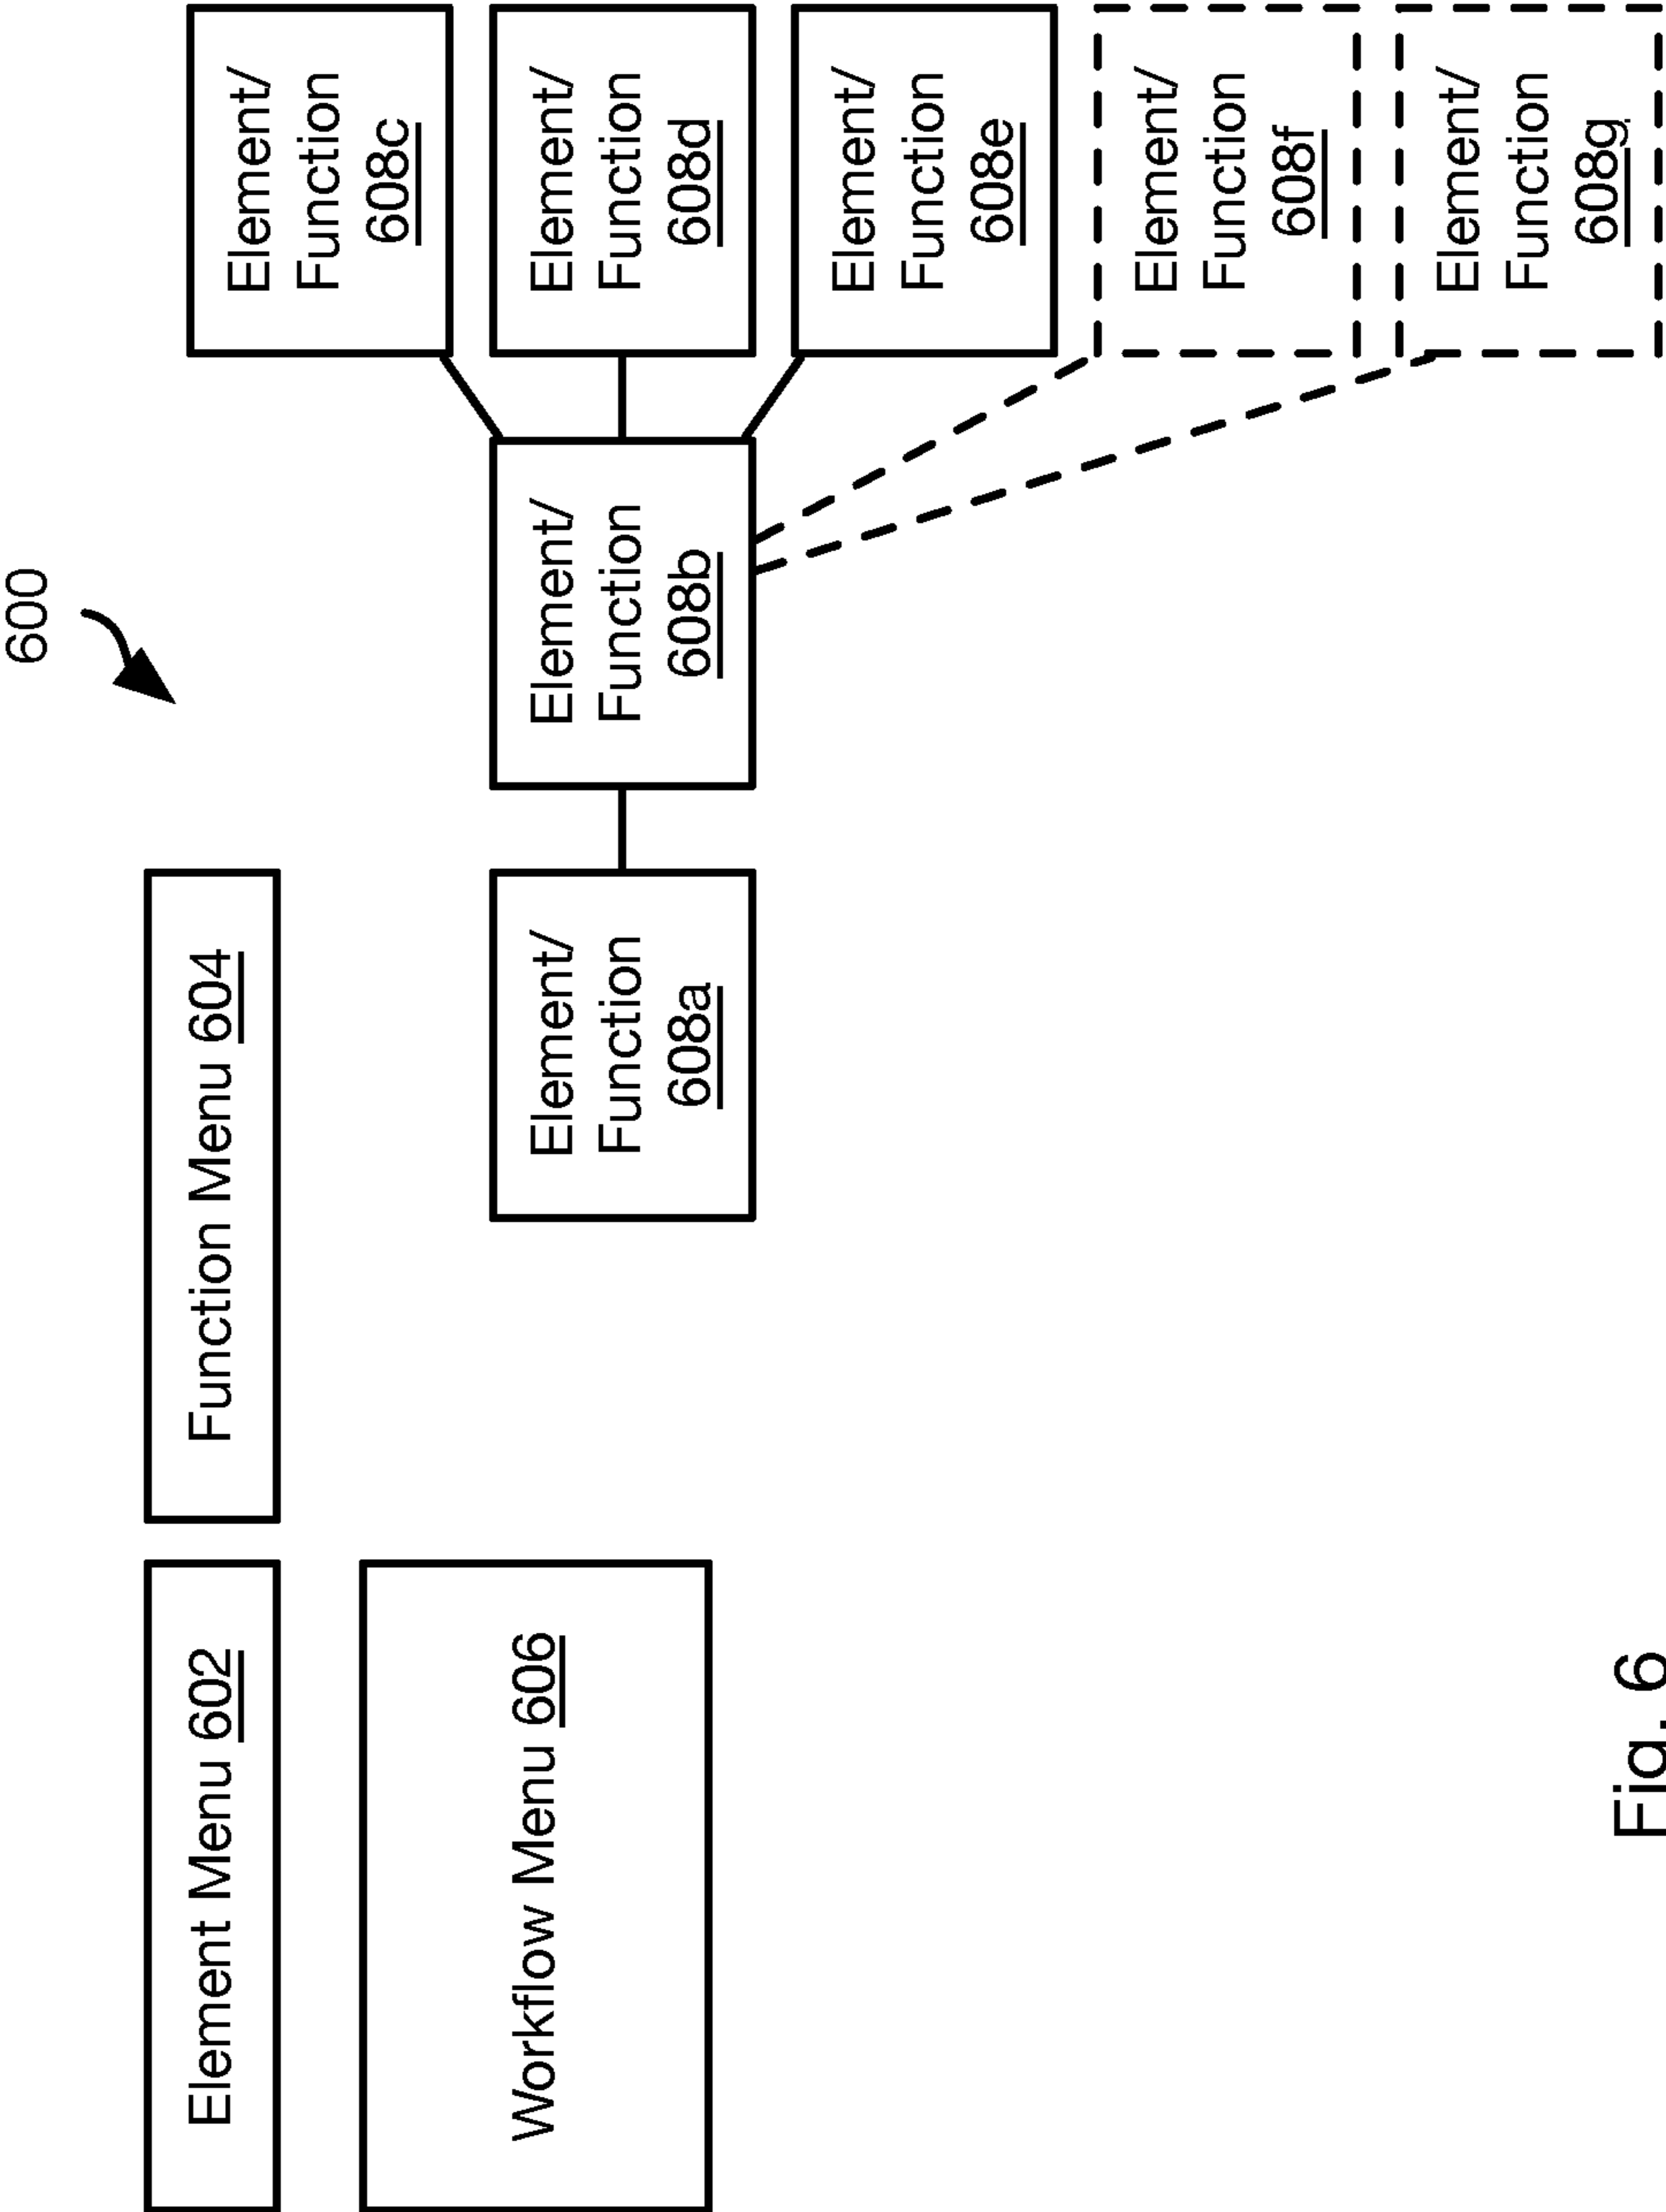 600
Element Menu 602
Function Menu 604
Workflow Menu 606
Element/
Function
608a
Element/
Function
608b
Element/
Function
608c
Element/
Function
608d
Element/
Function
608e
Element/
Function
608f
Element/
Function
608g
Fig. 6